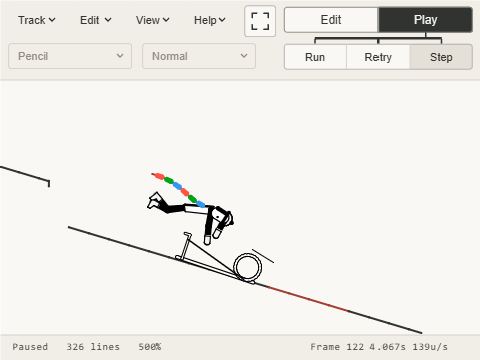 Track Edit View Help Edit Play
Pencil Normal Run Retry Step
Paused 326 lines 500% Frame 122 4.067s 139u/s